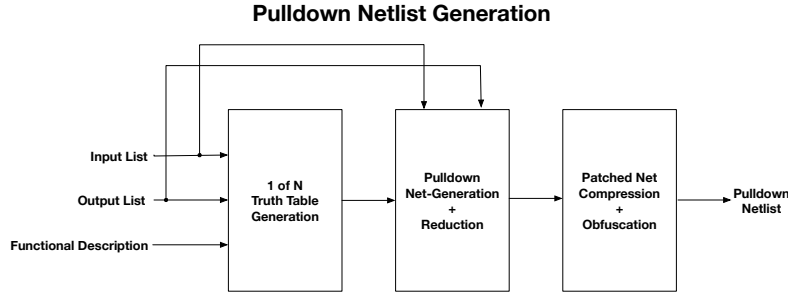 Pulldown Netlist Generation
Input List
Output List
Functional Description
1 of N
Truth Table
Generation
Pulldown
Net-Generation
+
Reduction
Patched Net
Compression
+
Obfuscation
Pulldown
Netlist